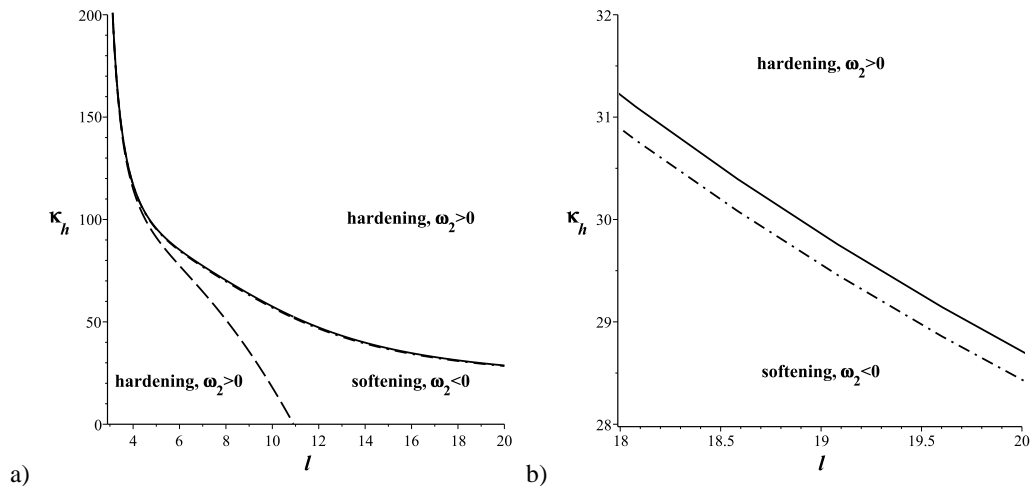 200
150
κh
100
50
0
hardening, ω2>0
hardening, ω2>0
softening, ω2<0
4 6 8 10 12 14 16 18 20
l
a)
32
31
κh
30
29
28
hardening, ω2>0
softening, ω2<0
18 18.5 19 19.5 20
l
b)